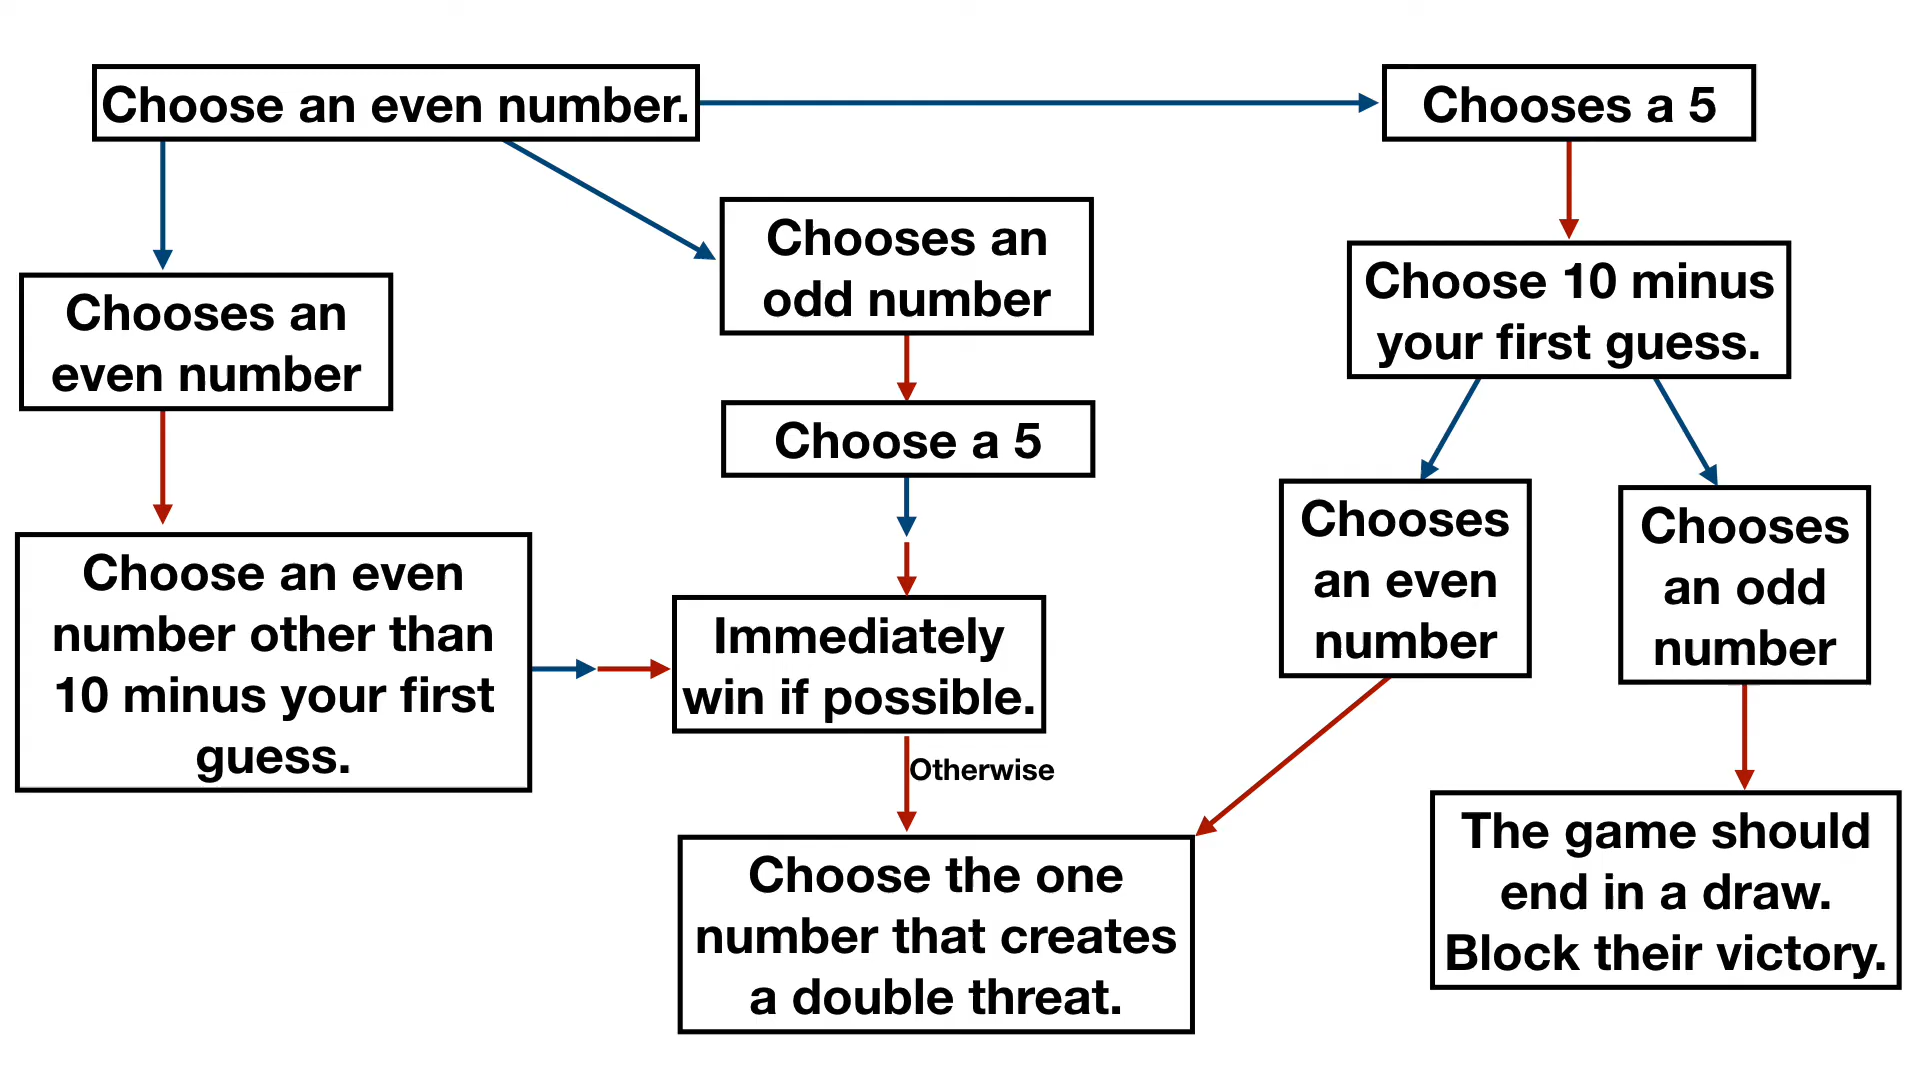 Choose an even number.
Chooses a 5
Chooses an
odd number
Choose 10 minus
your first guess.
Chooses an
even number
Choose a 5
Chooses
an even
number
Chooses
an odd
number
Choose an even
number other than
10 minus your first
guess.
Immediately
win if possible.
Otherwise
The game should
end in a draw.
Block their victory.
Choose the one
number that creates
a double threat.